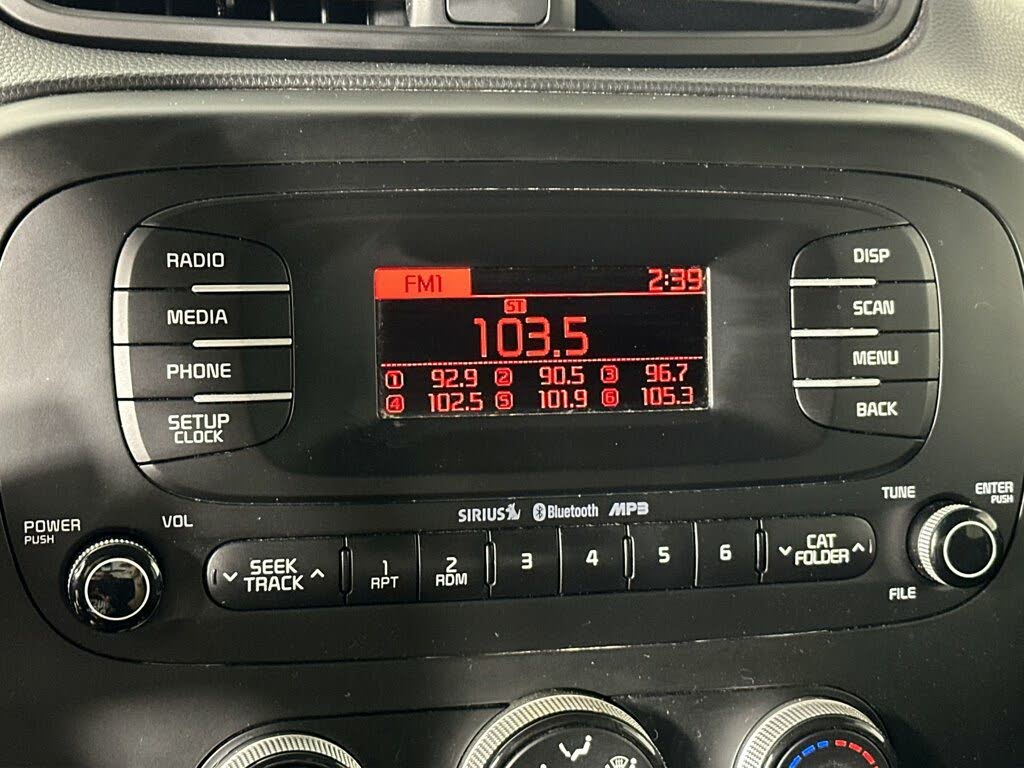 RADIO
MEDIA
PHONE
SETUP
CLOCK
FM1 2:39
ST
103.5
1 92.9 2 90.5 3 96.7
4 102.5 5 101.9 6 105.3
DISP
SCAN
MENU
BACK
SIRIUS Bluetooth MP3
POWER
PUSH
VOL
SEEK
TRACK
1
RPT
2
RDM
3
4
5
6
CAT
FOLDER
TUNE
ENTER
PUSH
FILE